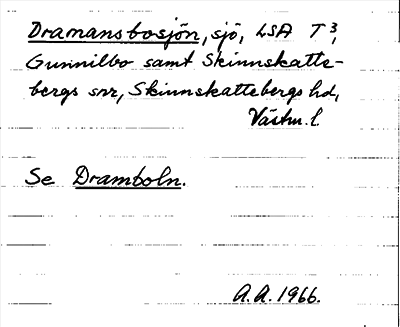 Dramansbosjön, sjö, LSA T³,
Gunnilbo samt Skinnskatte-
bergs snr, Skinnskattebergs hd,
Västm. l.
Se Dramboln.
A.A. 1966.